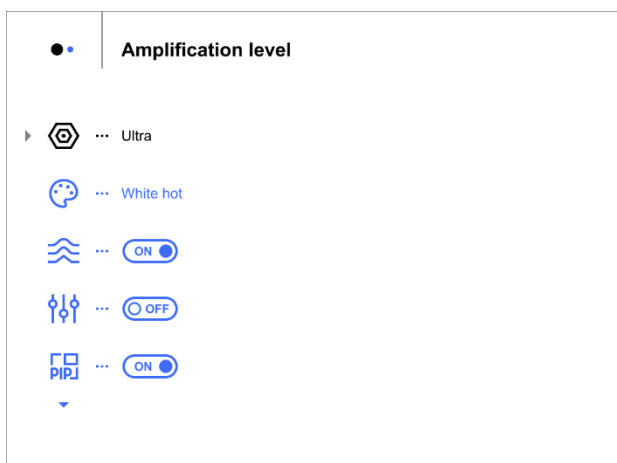 Amplification level
... Ultra
... White hot
... ON
... OFF
PIP ... ON